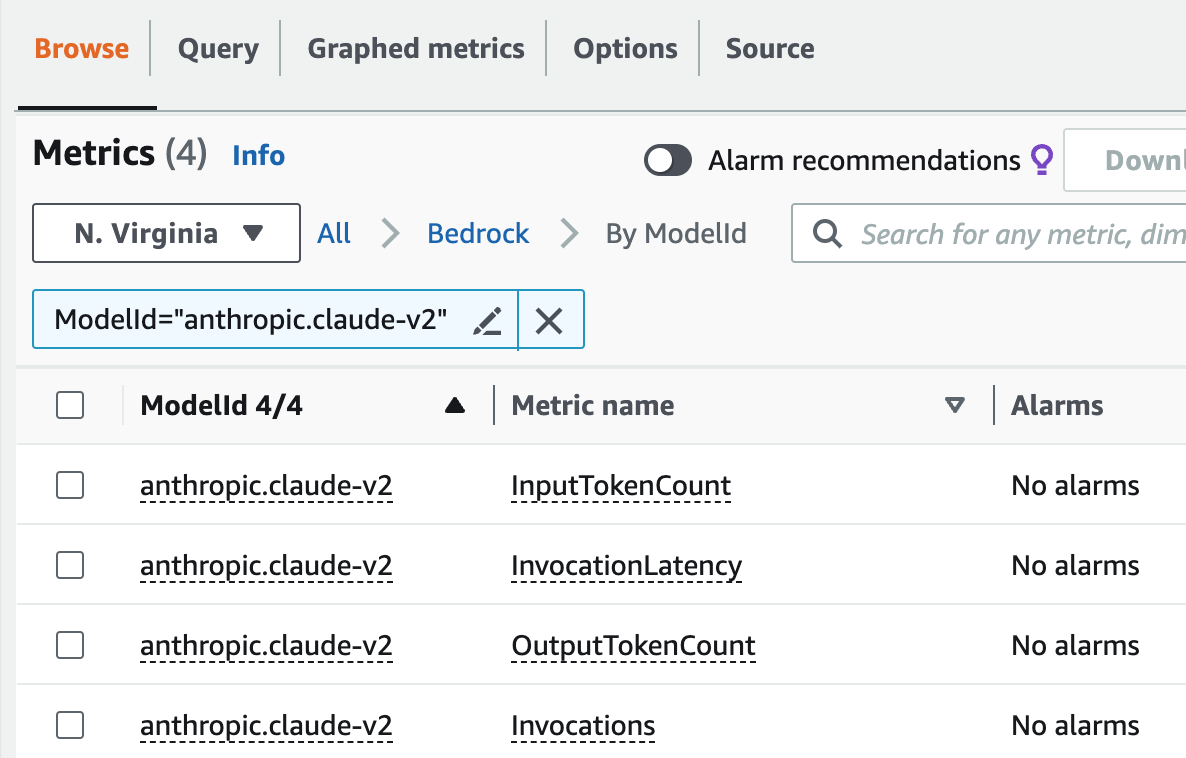 Browse Query Graphed metrics Options Source
Metrics (4) Info Alarm recommendations Downl
N. Virginia All Bedrock By ModelId Search for any metric, dim
ModelId="anthropic.claude-v2"
ModelId 4/4 Metric name Alarms
anthropic.claude-v2 InputTokenCount No alarms
anthropic.claude-v2 InvocationLatency No alarms
anthropic.claude-v2 OutputTokenCount No alarms
anthropic.claude-v2 Invocations No alarms